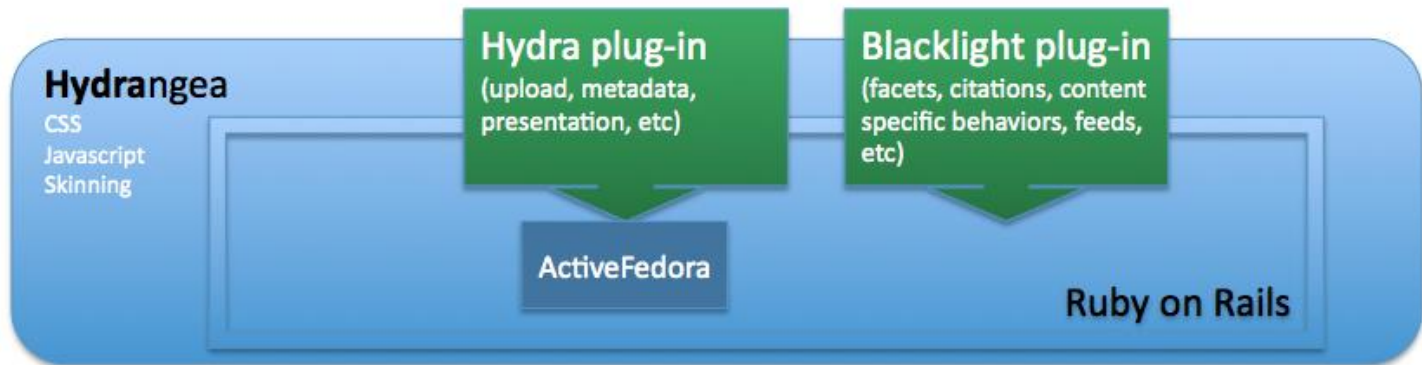 Hydrangea
CSS
Javascript
Skinning
Hydra plug-in
(upload, metadata,
presentation, etc)
Blacklight plug-in
(facets, citations, content
specific behaviors, feeds,
etc)
ActiveFedora
Ruby on Rails